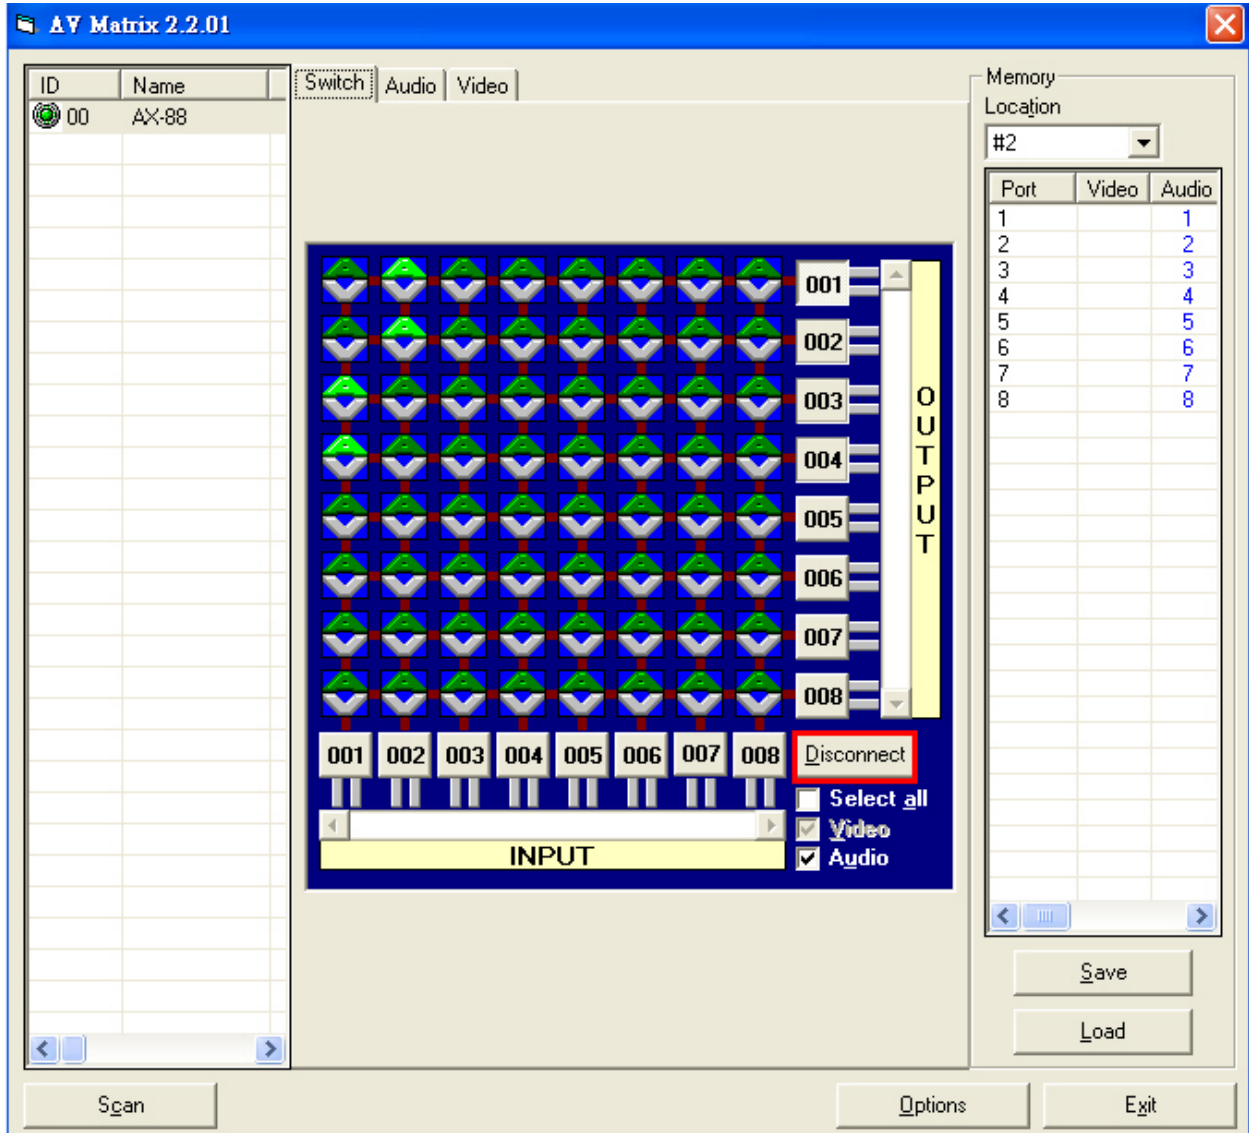 AV Matrix 2.2.01
ID Name
00 AX-88
Switch Audio Video
001
002
003
004
005
006
007
008
OUTPUT
001 002 003 004 005 006 007 008
Disconnect
Select all
Video
Audio
INPUT
Memory
Location
#2
Port Video Audio
1 1
2 2
3 3
4 4
5 5
6 6
7 7
8 8
Save
Load
Scan
Options
Exit